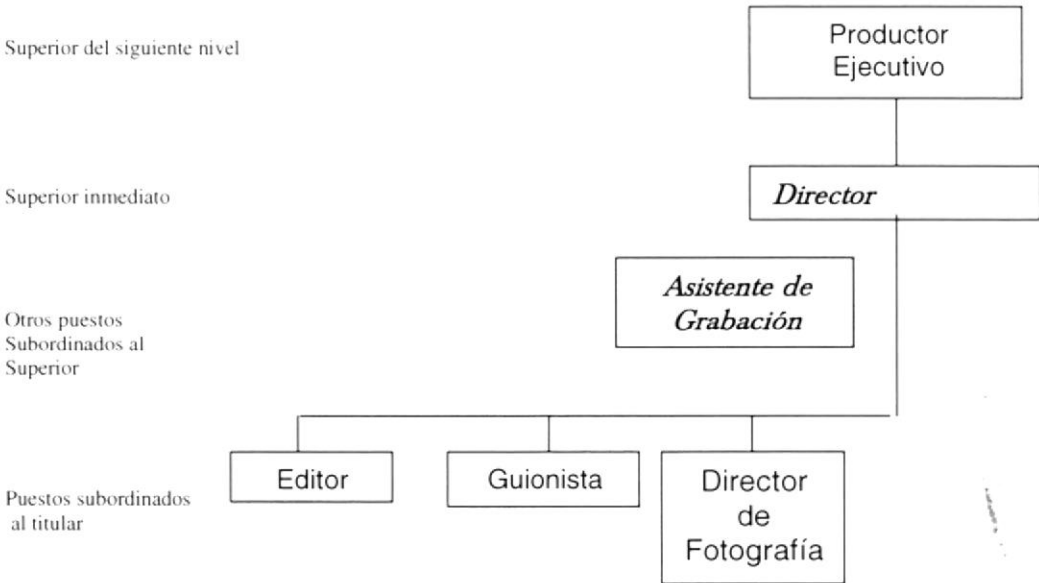 Superior del siguiente nivel
Productor
Ejecutivo
Superior inmediato
Director
Asistente de
Grabación
Otros puestos
Subordinados al
Superior
Editor
Guionista
Director
de
Fotografía
Puestos subordinados
al titular